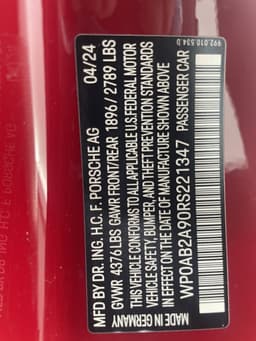 992.010.534 D
MFD BY DR. ING. H.C. F. PORSCHE AG 04/24
GVWR 4376 LBS GAWR FRONT/REAR 1896 / 2789 LBS
THIS VEHICLE CONFORMS TO ALL APPLICABLE U.S. FEDERAL MOTOR
VEHICLE SAFETY, BUMPER, AND THEFT PREVENTION STANDARDS
IN EFFECT ON THE DATE OF MANUFACTURE SHOWN ABOVE
WP0AB2A90RS221347 PASSENGER CAR
MADE IN GERMANY